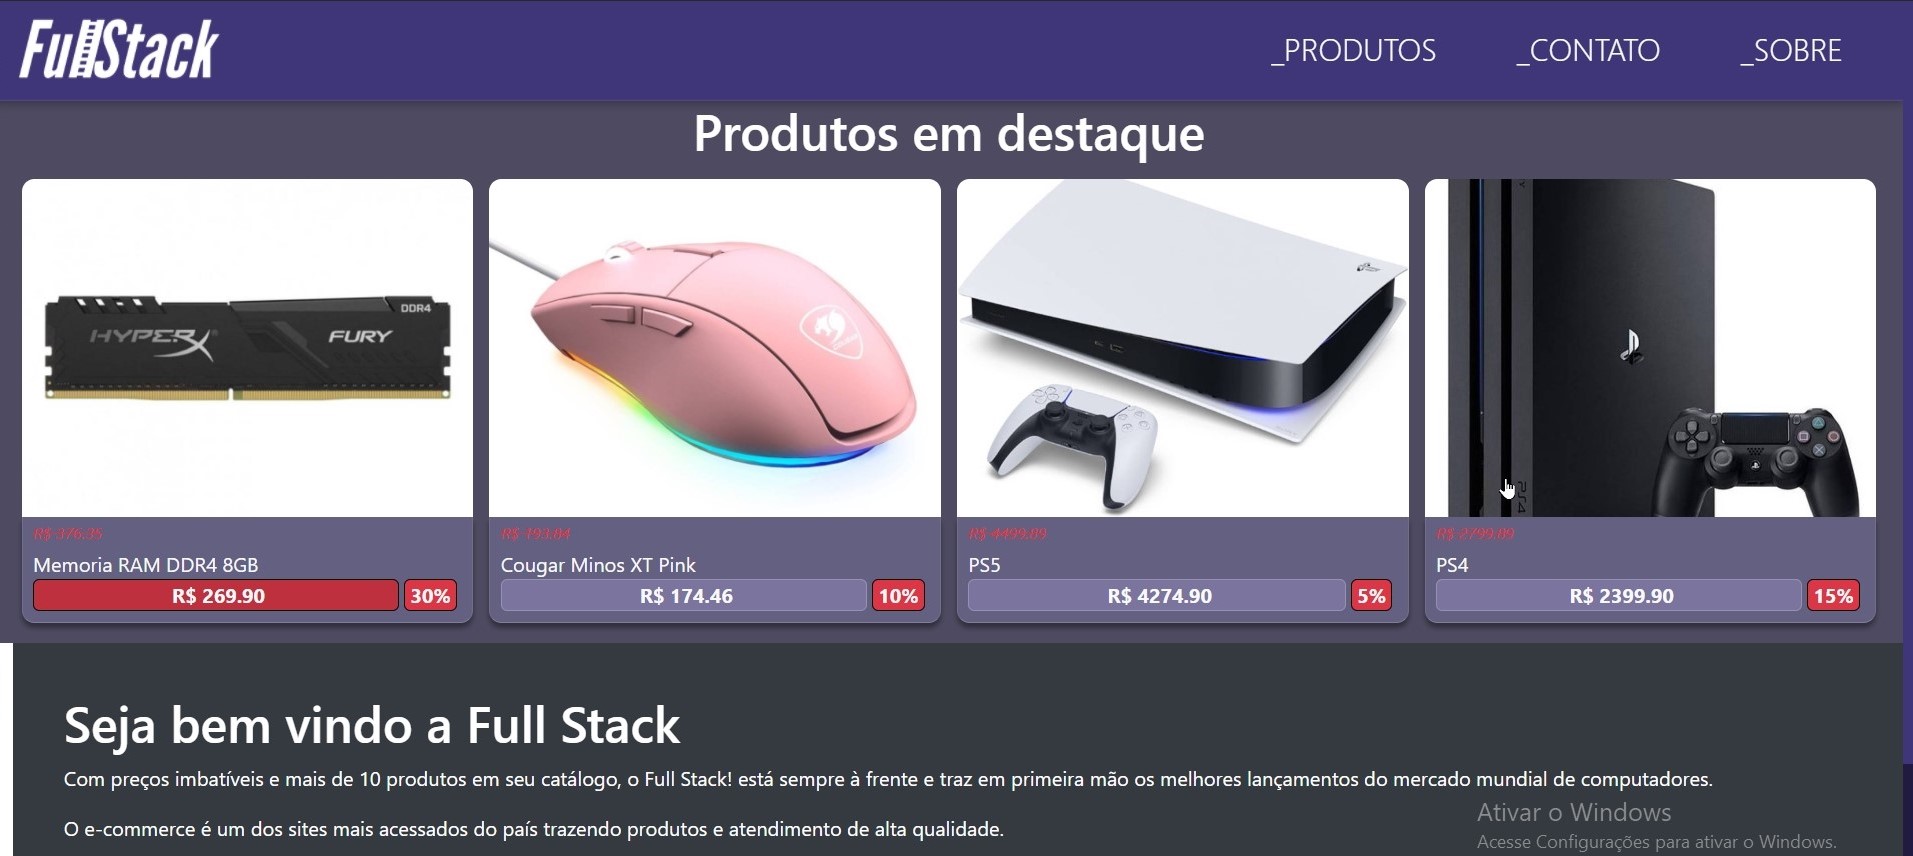 FullStack
_PRODUTOS
_CONTATO
_SOBRE
Produtos em destaque
HYPERX
FURY
DDR4
PS4
R$ 376.35
Memoria RAM DDR4 8GB
R$ 269.90
30%
R$ 193.84
Cougar Minos XT Pink
R$ 174.46
10%
R$ 4499.89
PS5
R$ 4274.90
5%
R$ 2799.89
PS4
R$ 2399.90
15%
Seja bem vindo a Full Stack
Com preços imbatíveis e mais de 10 produtos em seu catálogo, o Full Stack! está sempre à frente e traz em primeira mão os melhores lançamentos do mercado mundial de computadores.
O e-commerce é um dos sites mais acessados do país trazendo produtos e atendimento de alta qualidade.
Ativar o Windows
Acesse Configurações para ativar o Windows.